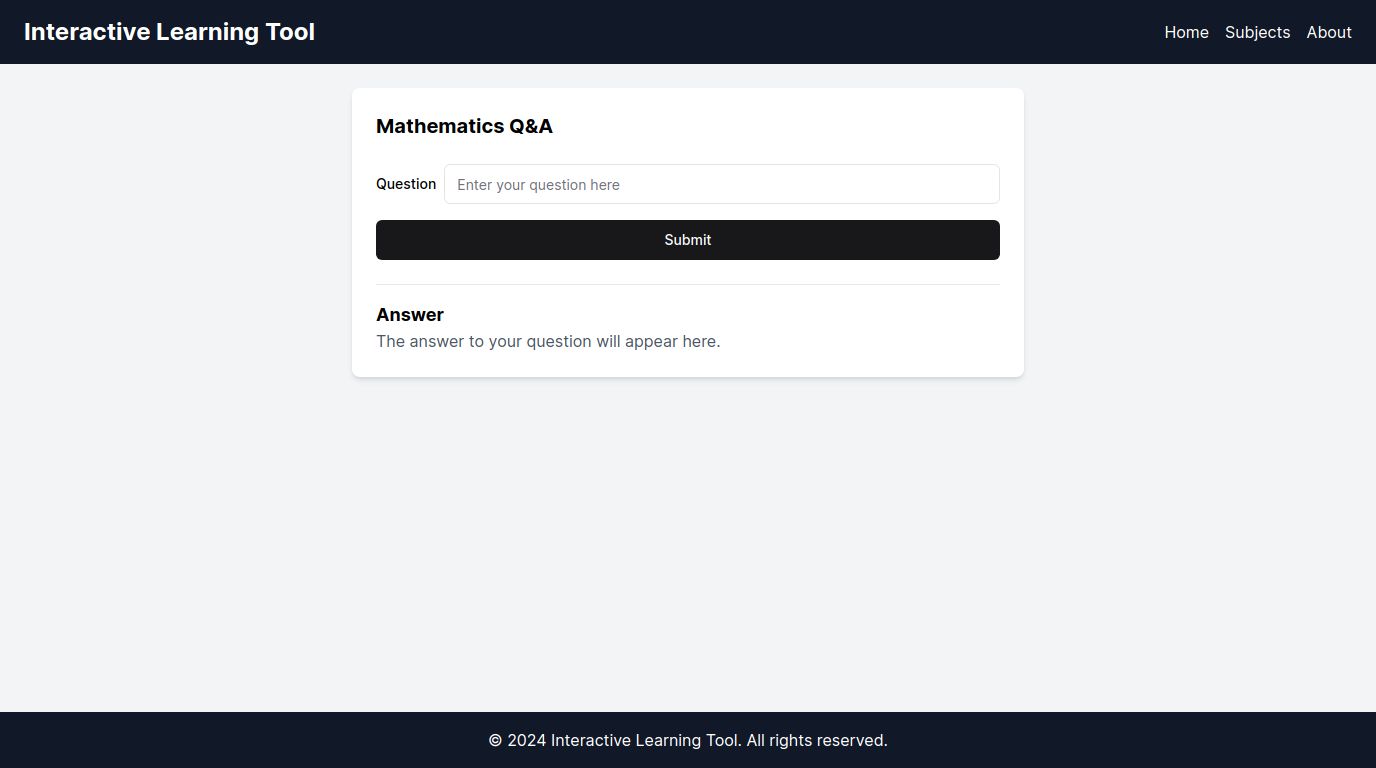 Interactive Learning Tool
Home Subjects About
Mathematics Q&A
Question Enter your question here
Submit
Answer
The answer to your question will appear here.
© 2024 Interactive Learning Tool. All rights reserved.